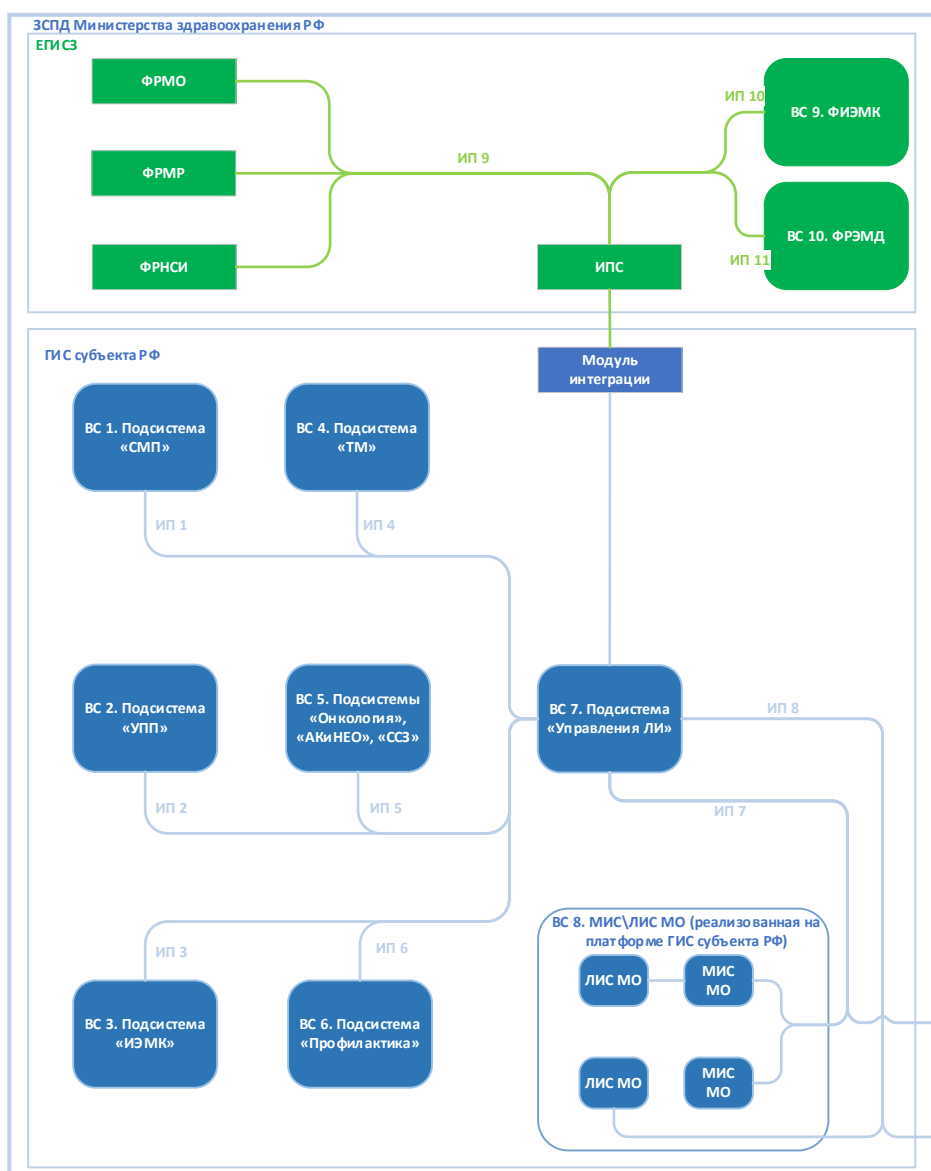 ЗСПД Министерства здравоохранения РФ
ЕГИСЗ
ФРМО
ФРМР
ФРНСИ
ИП 9
ИП 10
ВС 9. ФИЭМК
ВС 10. ФРЭМД
ИП 11
ИПС
ГИС субъекта РФ
Модуль
интеграции
ВС 1. Подсистема
«СМП»
ВС 4. Подсистема
«ТМ»
ИП 1
ИП 4
ВС 2. Подсистема
«УПП»
ВС 5. Подсистемы
«Онкология»,
«АКиНЕО», «ССЗ»
ВС 7. Подсистема
«Управления ЛИ»
ИП 8
ИП 2
ИП 5
ИП 7
ИП 3
ИП 6
ВС 3. Подсистема
«ИЭМК»
ВС 6. Подсистема
«Профилактика»
ВС 8. МИС\ЛИС МО (реализованная на
платформе ГИС субъекта РФ)
ЛИС МО
МИС
МО
ЛИС МО
МИС
МО